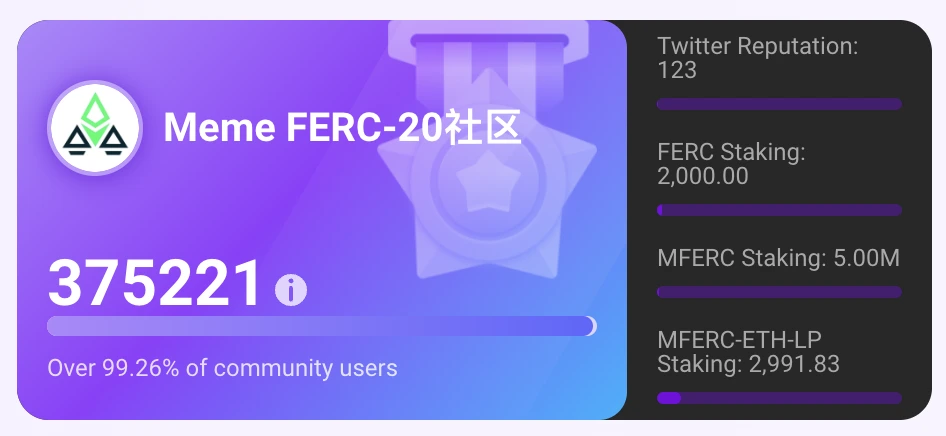 Meme FERC-20社区
375221
Over 99.26% of community users
Twitter Reputation:
123
FERC Staking:
2,000.00
MFERC Staking: 5.00M
MFERC-ETH-LP
Staking: 2,991.83